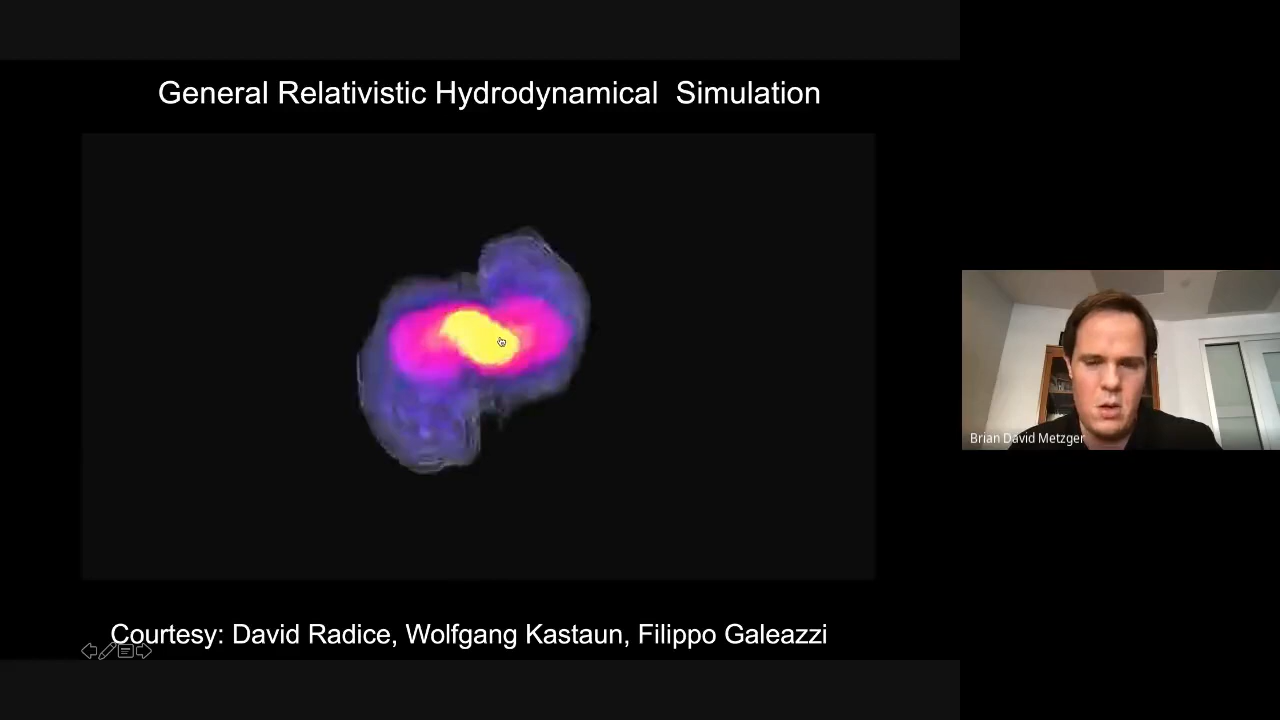 General Relativistic Hydrodynamical  Simulation
Brian David Metzger
Courtesy: David Radice, Wolfgang Kastaun, Filippo Galeazzi